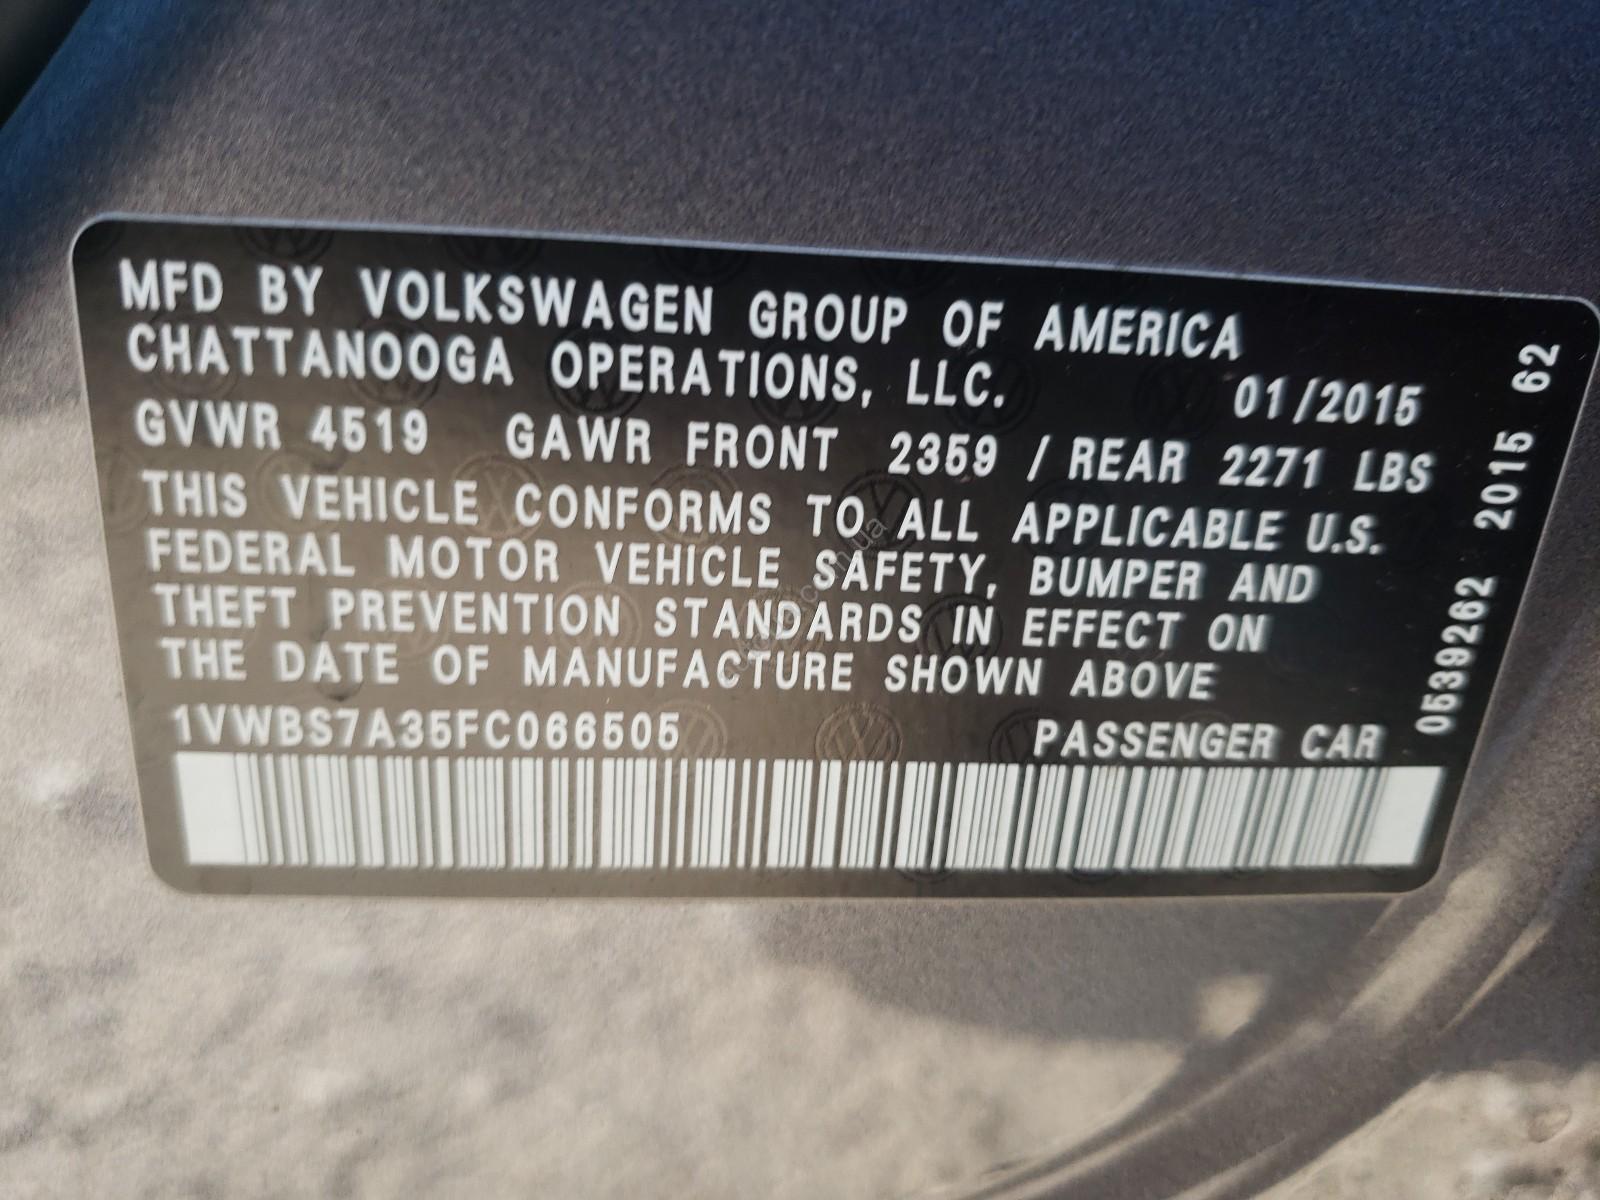 MFD BY VOLKSWAGEN GROUP OF AMERICA
CHATTANOOGA OPERATIONS, LLC.
01/2015
GVWR 4519 GAWR FRONT 2359 / REAR 2271 LBS
THIS VEHICLE CONFORMS TO ALL APPLICABLE U.S.
FEDERAL MOTOR VEHICLE SAFETY, BUMPER AND
THEFT PREVENTION STANDARDS IN EFFECT ON
THE DATE OF MANUFACTURE SHOWN ABOVE
1VWBS7A35FC066505 PASSENGER CAR
0539262 2015 62